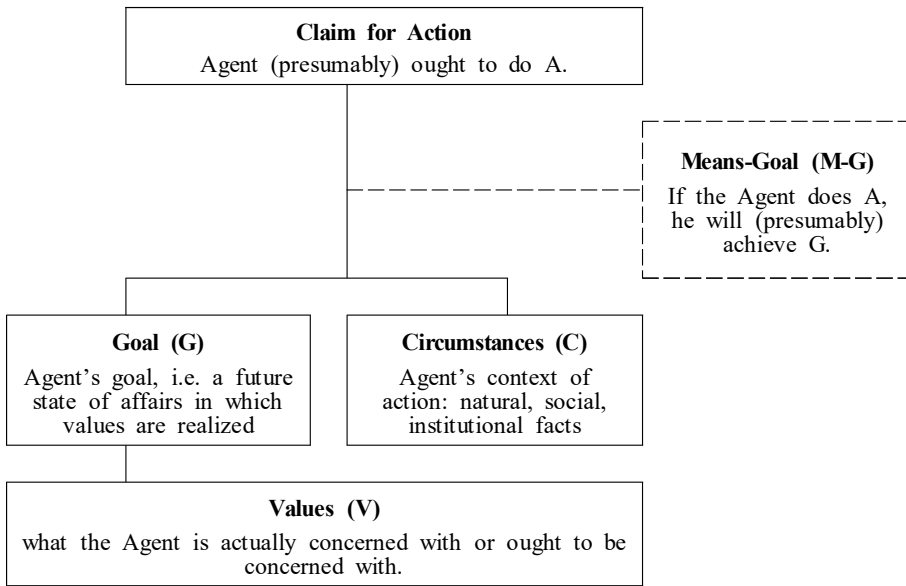 Claim for Action
Agent (presumably) ought to do A.
Means-Goal (M-G)
If the Agent does A,
he will (presumably)
achieve G.
Goal (G)
Agent's goal, i.e. a future
state of affairs in which
values are realized
Circumstances (C)
Agent's context of
action: natural, social,
institutional facts
Values (V)
what the Agent is actually concerned with or ought to be
concerned with.